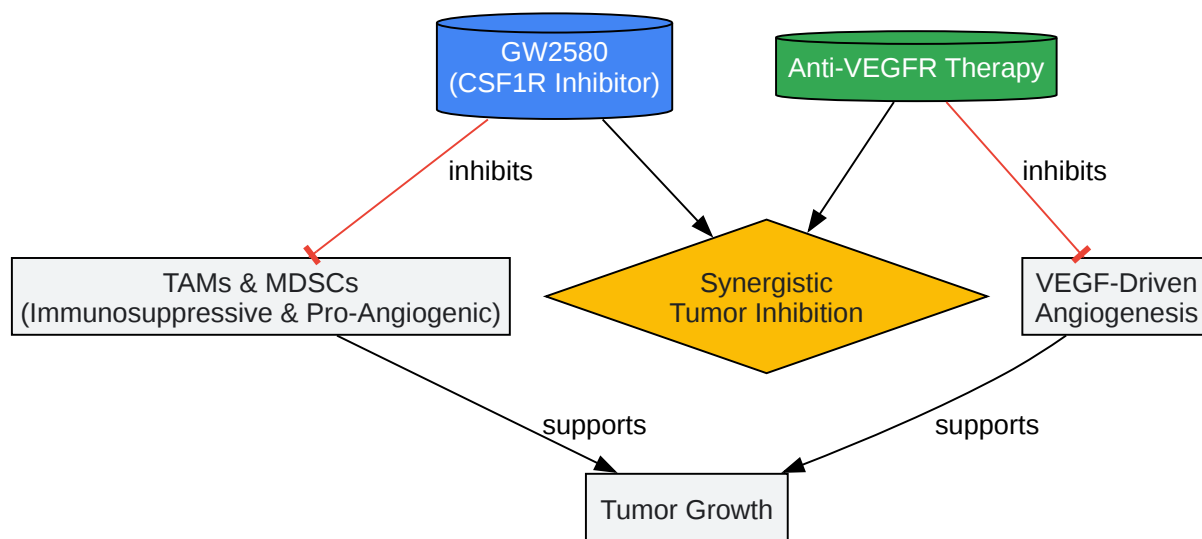 GW2580
(CSF1R Inhibitor)
Anti-VEGFR Therapy
inhibits
inhibits
TAMs & MDSCs
(Immunosuppressive & Pro-Angiogenic)
Synergistic
Tumor Inhibition
VEGF-Driven
Angiogenesis
supports
supports
Tumor Growth